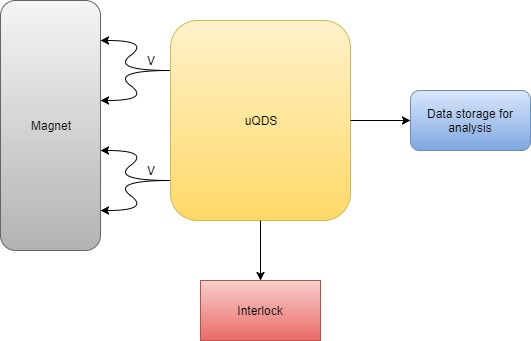 V
Magnet
uQDS
V
Data storage for
analysis
Interlock